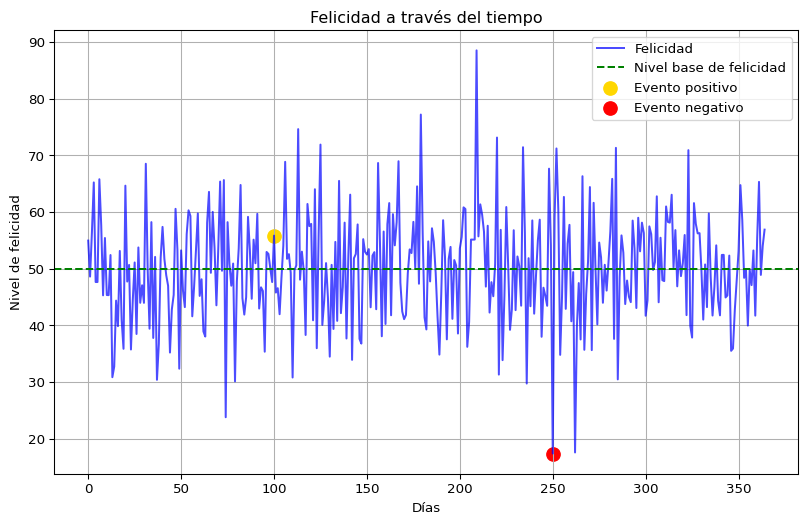 Felicidad a través del tiempo
Felicidad
Nivel base de felicidad
Evento positivo
Evento negativo
Nivel de felicidad
90
80
70
60
50
40
30
20
0 50 100 150 200 250 300 350
Días